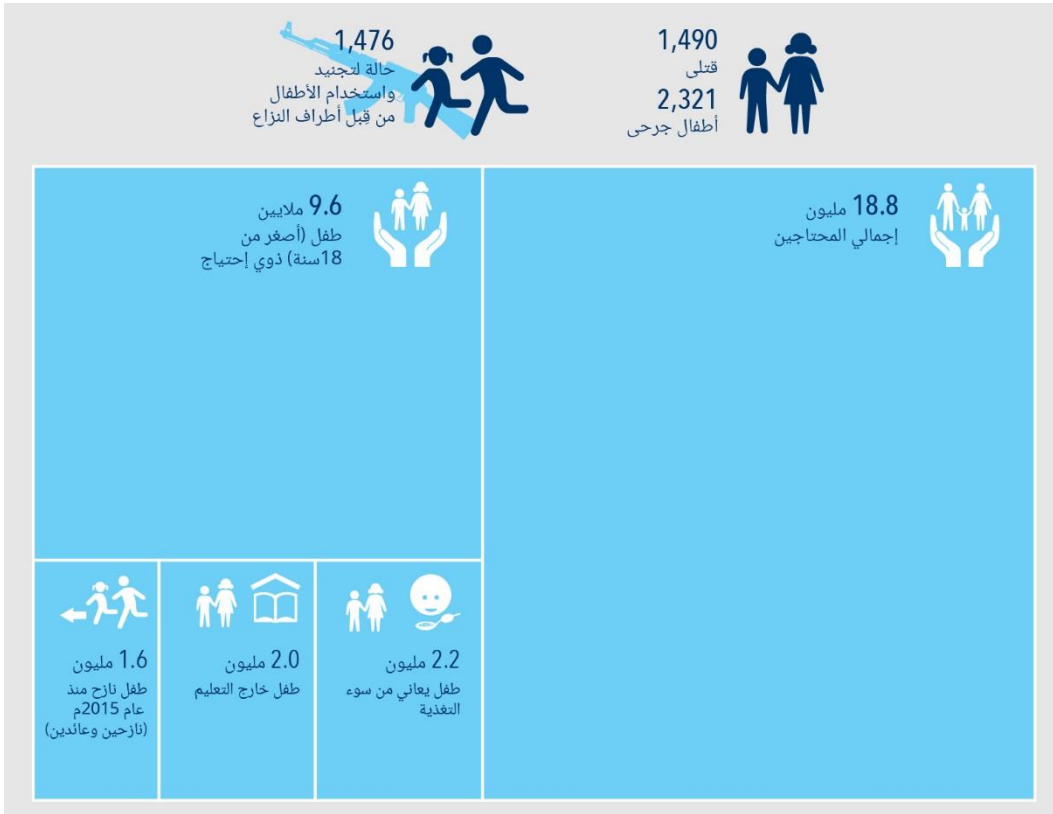 1,490
قتلى
2,321
أطفال جرحى
1,476
حالة لتجنيد
واستخدام الأطفال
من قِبل أطراف النزاع
18.8 مليون
إجمالي المحتاجين
9.6 ملايين
طفل (أصغر من
18سنة) ذوي إحتياج
2.2 مليون
طفل يعاني من سوء
التغذية
2.0 مليون
طفل خارج التعليم
1.6 مليون
طفل نازح منذ
عام 2015م
(نازحين وعائدين)